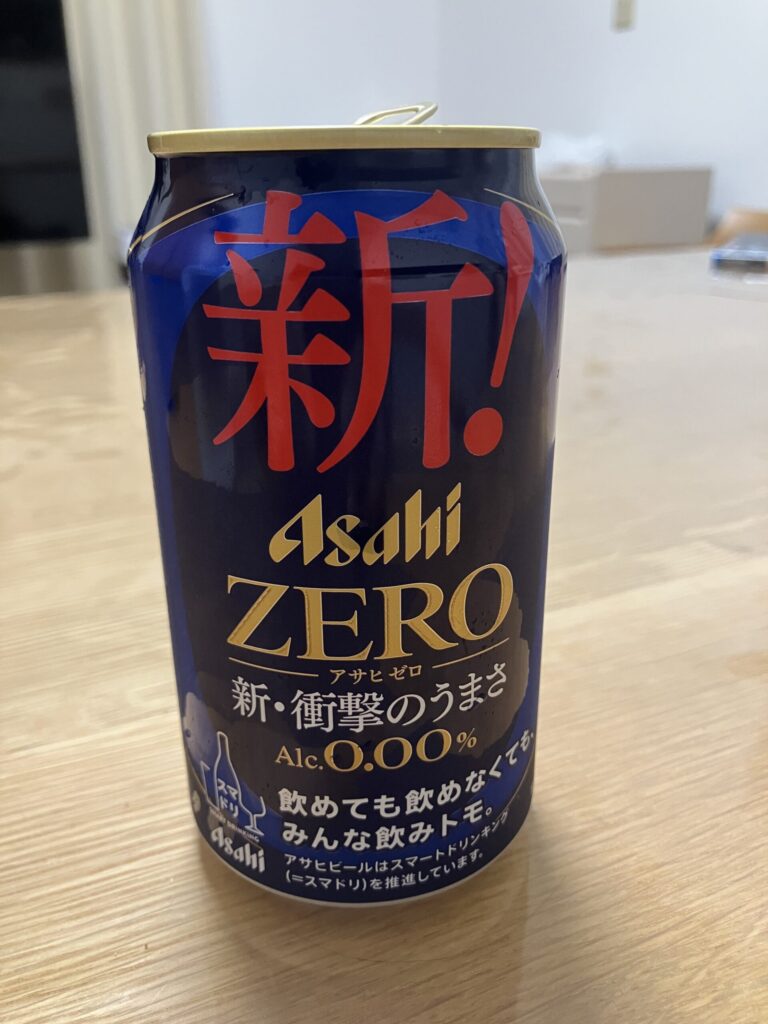 新!
Asahi
ZERO
アサヒ ゼロ
新・衝撃のうまさ
Alc.0.00%
飲めても飲めなくても、
みんな飲みトモ。
アサヒビールはスマートドリンキング
(=スマドリ)を推進しています。
スマ
ドリ
SMART DRINKING
Asahi